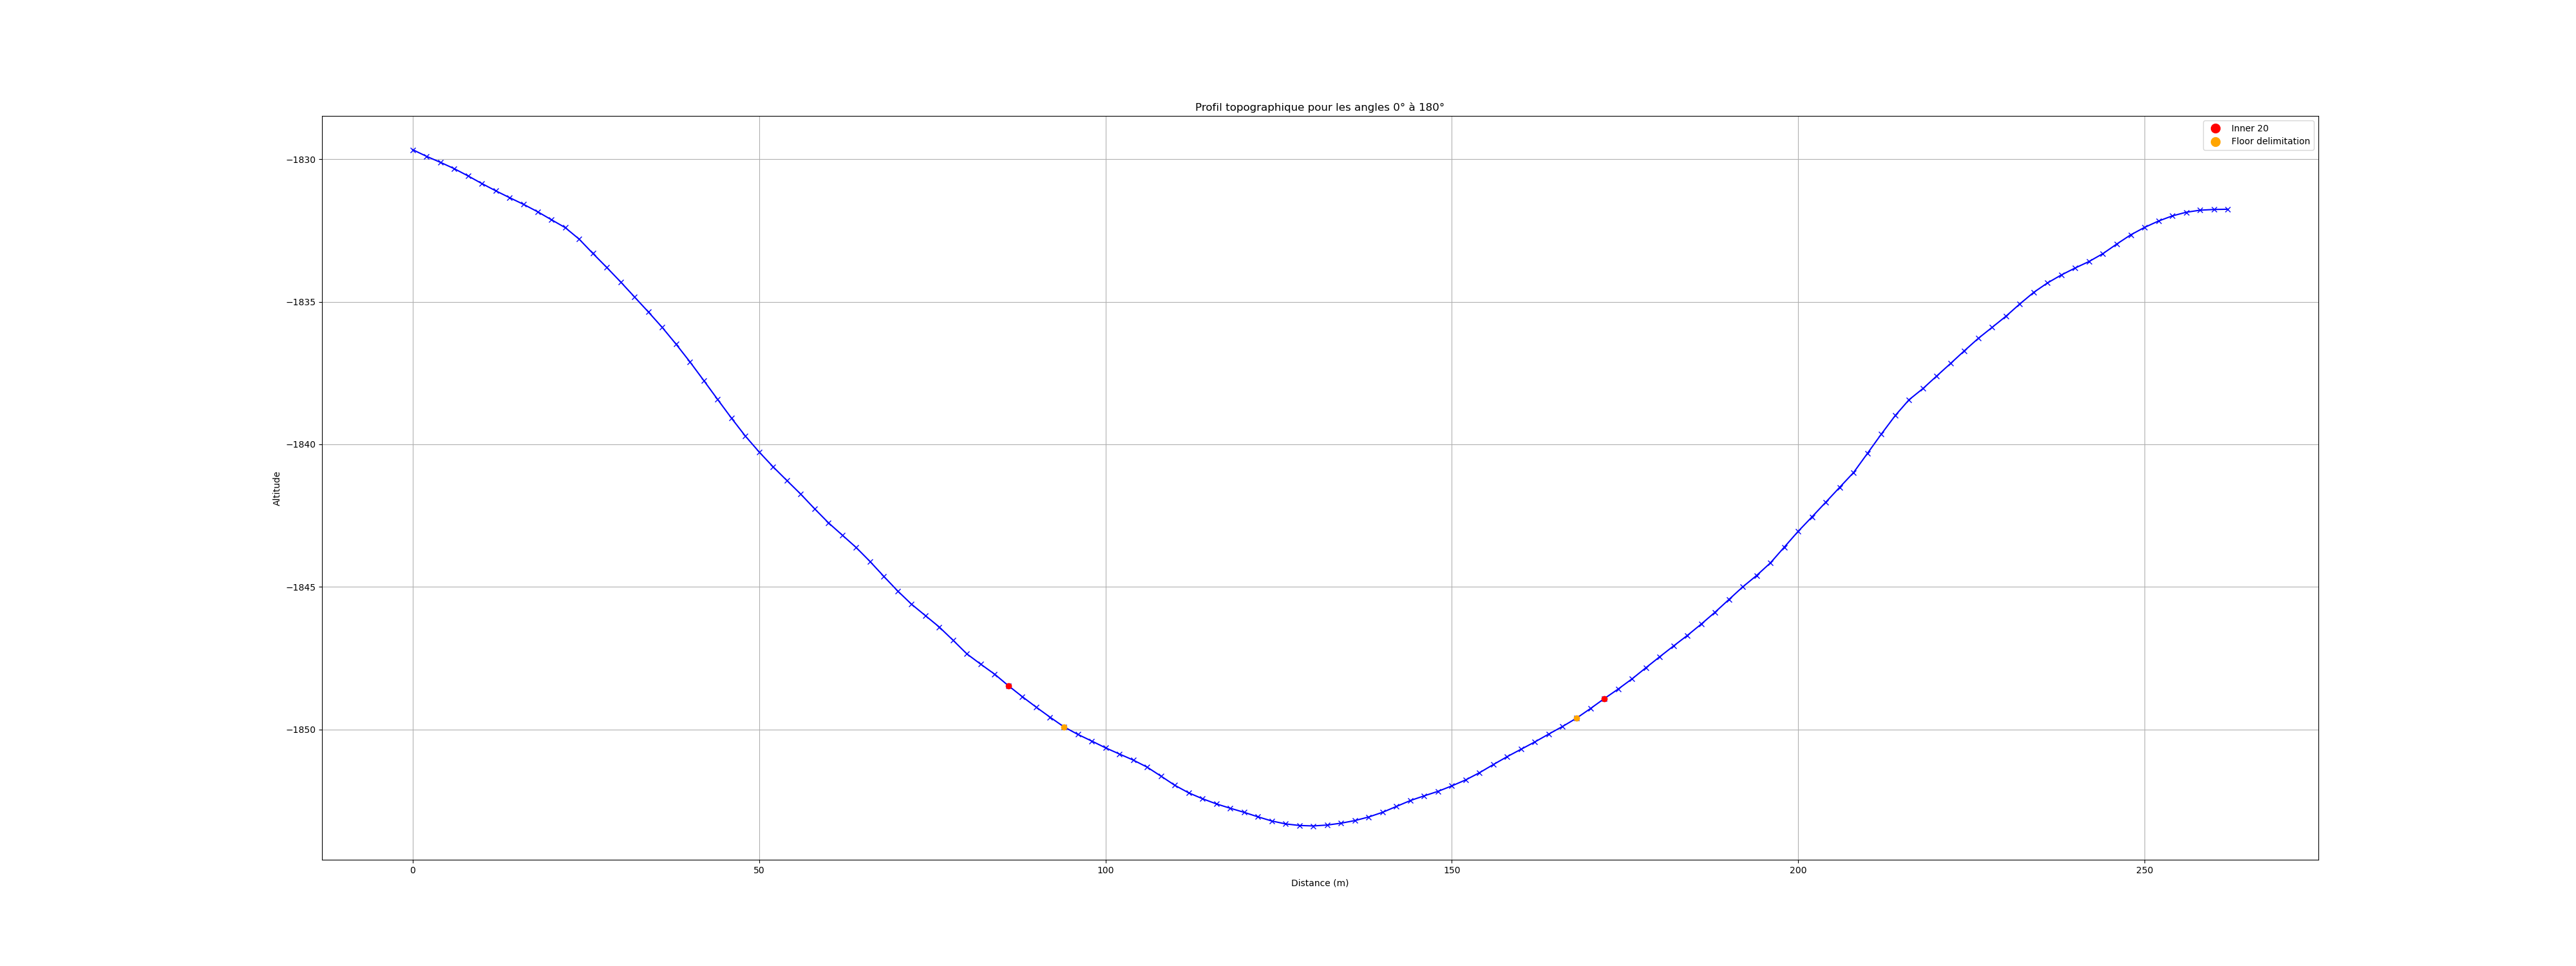 Profil topographique pour les angles 0° à 180°
Inner 20
Floor delimitation
−1830
−1835
−1840
−1845
−1850
Altitude
0 50 100 150 200 250
Distance (m)